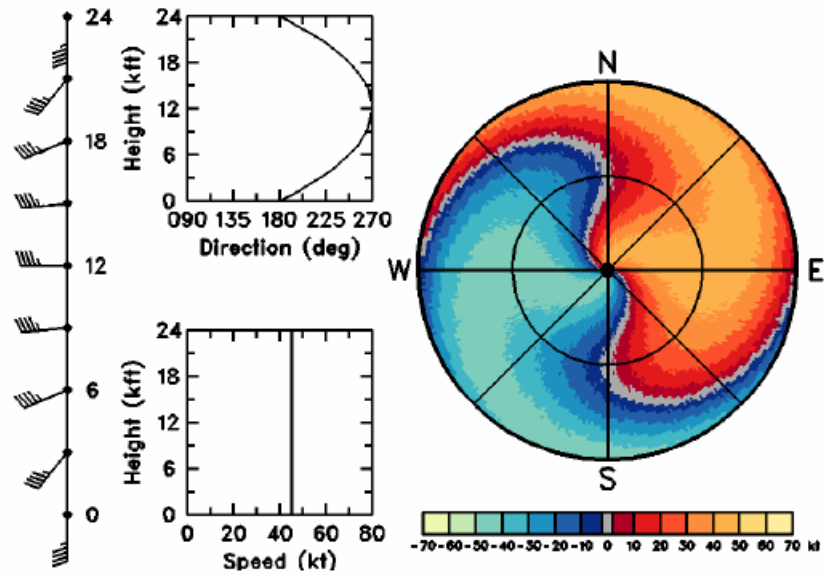 24
18
12
6
0
Height (kft)
24
18
12
6
0
090 135 180 225 270
Direction (deg)
Height (kft)
24
18
12
6
0
0 20 40 60 80
Speed (kt)
N
W E
S
-70 -60 -50 -40 -30 -20 -10 0 10 20 30 40 50 60 70 kt